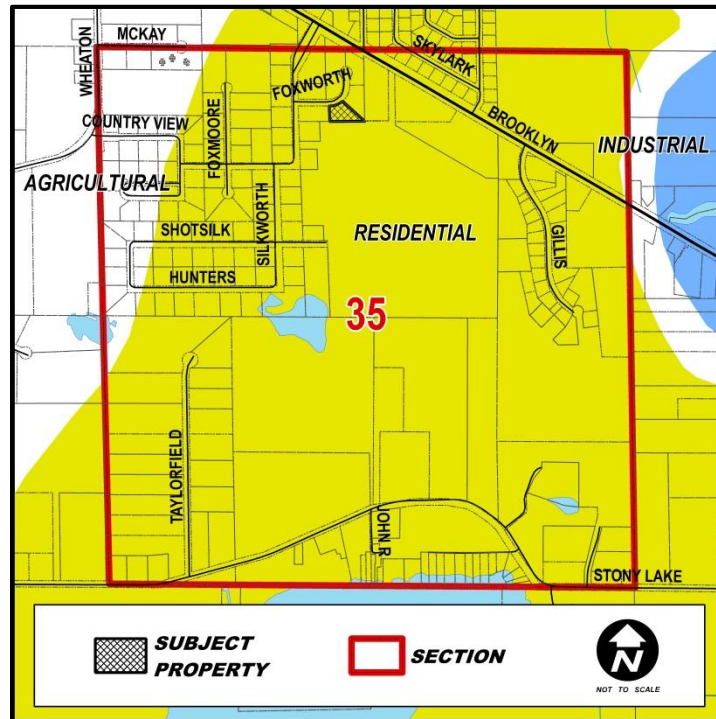 MCKAY
WHEATON
SKYLARK
FOXWORTH
BROOKLYN
COUNTRY VIEW
FOXMOORE
INDUSTRIAL
AGRICULTURAL
SILKWORTH
SHOTSILK
RESIDENTIAL
GILLIS
HUNTERS
35
TAYLORFIELD
JOHN R
STONY LAKE
SUBJECT
PROPERTY
SECTION
N
NOT TO SCALE